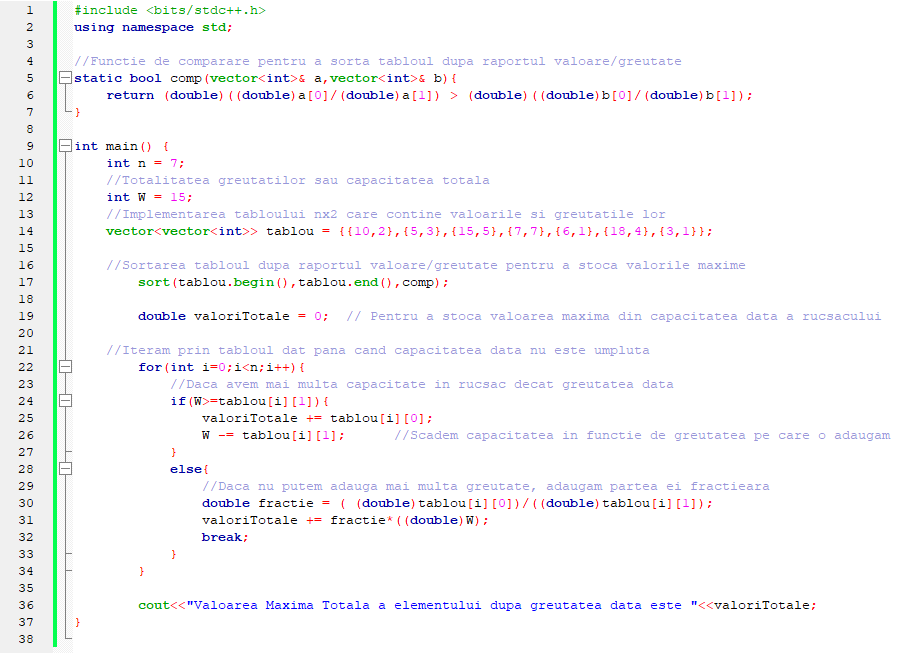 1 #include <bits/stdc++.h>
2 using namespace std;
3
4 //Functie de comparare pentru a sorta tabloul dupa raportul valoare/greutate
5 static bool comp(vector<int>& a,vector<int>& b){
6     return (double)((double)a[0]/(double)a[1]) > (double)((double)b[0]/(double)b[1]);
7 }
8
9 int main() {
10     int n = 7;
11     //Totalitatea greutatilor sau capacitatea totala
12     int W = 15;
13     //Implementarea tabloului nx2 care contine valoarile si greutatile lor
14     vector<vector<int>> tablou = {{10,2},{5,3},{15,5},{7,7},{6,1},{18,4},{3,1}};
15
16     //Sortarea tabloul dupa raportul valoare/greutate pentru a stoca valorile maxime
17         sort(tablou.begin(),tablou.end(),comp);
18
19         double valoriTotale = 0;  // Pentru a stoca valoarea maxima din capacitatea data a rucsacului
20
21     //Iteram prin tabloul dat pana cand capacitatea data nu este umpluta
22         for(int i=0;i<n;i++){
23             //Daca avem mai multa capacitate in rucsac decat greutatea data
24             if(W>=tablou[i][1]){
25                 valoriTotale += tablou[i][0];
26                 W -= tablou[i][1];      //Scadem capacitatea in functie de greutatea pe care o adaugam
27             }
28             else{
29                 //Daca nu putem adauga mai multa greutate, adaugam partea ei fractieara
30                 double fractie = ( (double)tablou[i][0])/((double)tablou[i][1]);
31                 valoriTotale += fractie*((double)W);
32                 break;
33             }
34         }
35
36         cout<<"Valoarea Maxima Totala a elementului dupa greutatea data este "<<valoriTotale;
37 }
38